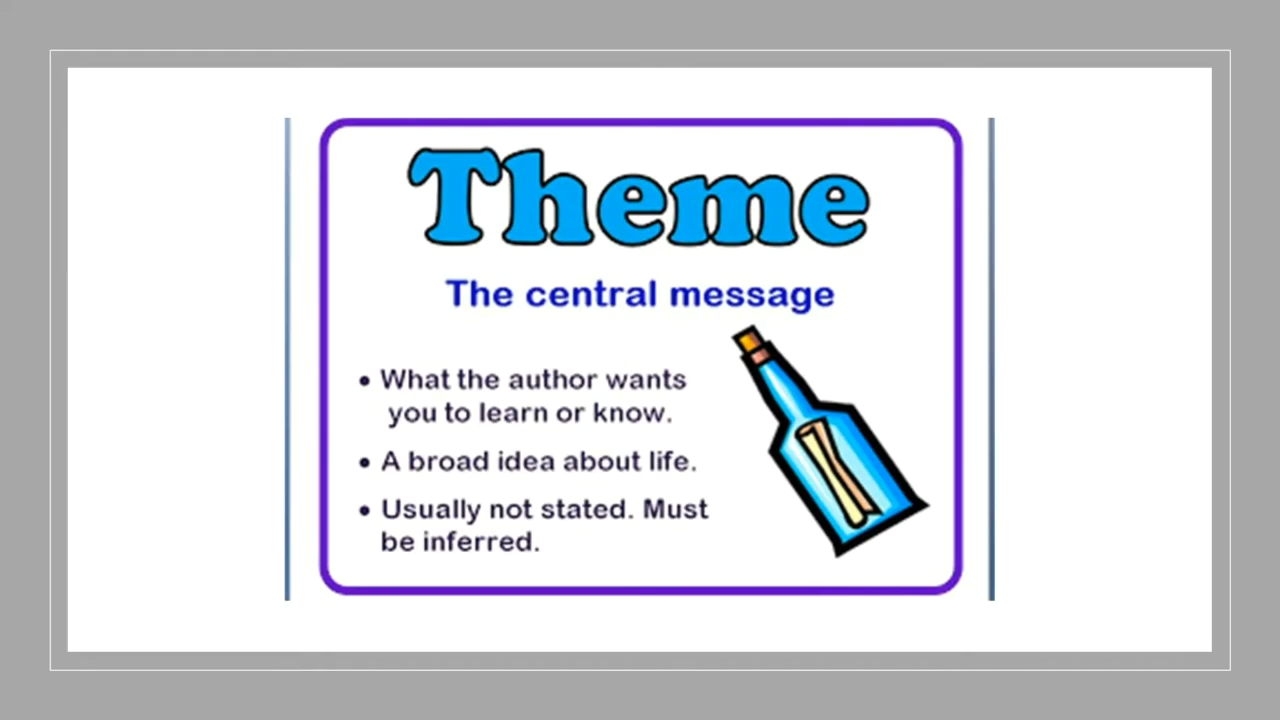 Theme
The central message
• What the author wants
you to learn or know.
• A broad idea about life.
• Usually not stated. Must
be inferred.